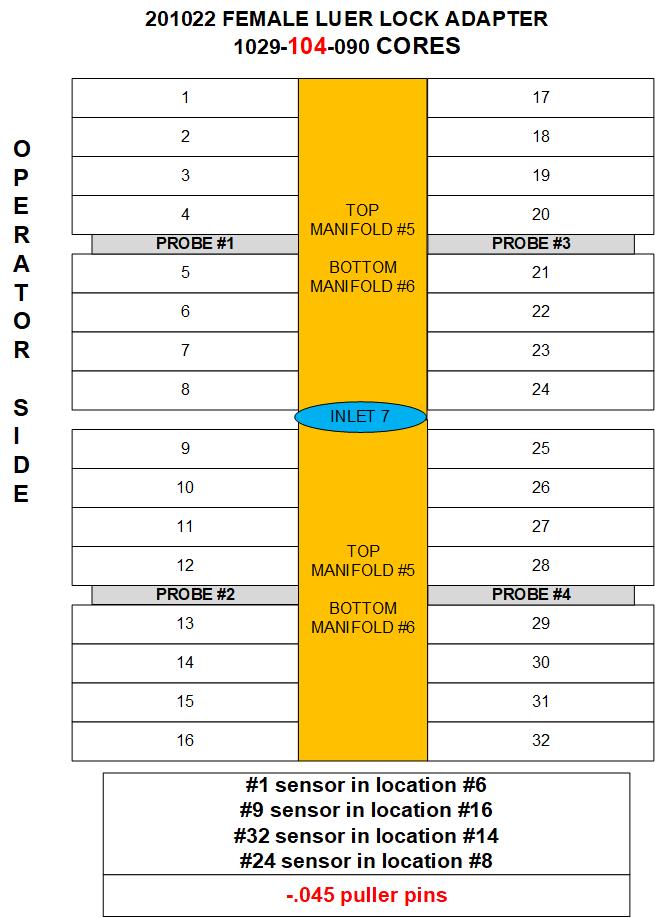 201022 FEMALE LUER LOCK ADAPTER
1029-104-090 CORES
OPERATOR SIDE
1
2
3
4
PROBE #1
5
6
7
8
9
10
11
12
PROBE #2
13
14
15
16
TOP
MANIFOLD #5
BOTTOM
MANIFOLD #6
INLET 7
TOP
MANIFOLD #5
BOTTOM
MANIFOLD #6
17
18
19
20
PROBE #3
21
22
23
24
25
26
27
28
PROBE #4
29
30
31
32
#1 sensor in location #6
#9 sensor in location #16
#32 sensor in location #14
#24 sensor in location #8
-.045 puller pins